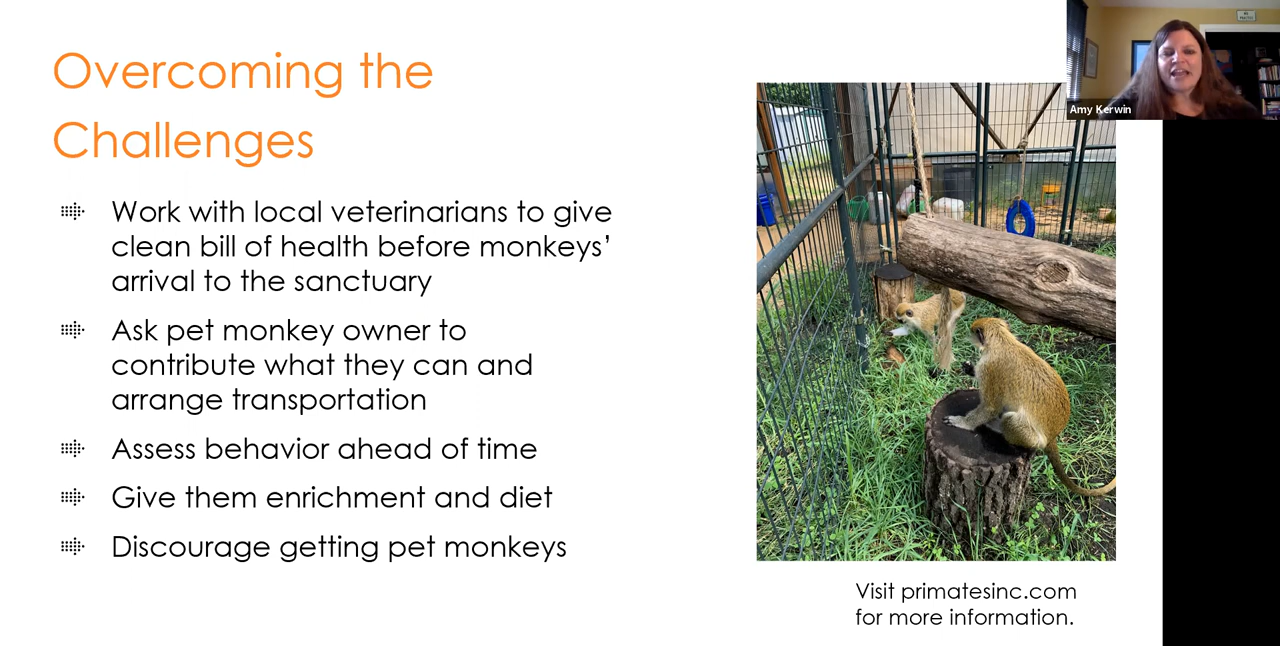 Overcoming the
Challenges
Work with local veterinarians to give
clean bill of health before monkeys’
arrival to the sanctuary
Ask pet monkey owner to
contribute what they can and
arrange transportation
Assess behavior ahead of time
Give them enrichment and diet
Discourage getting pet monkeys
Amy Kerwin
Visit primatesinc.com
for more information.